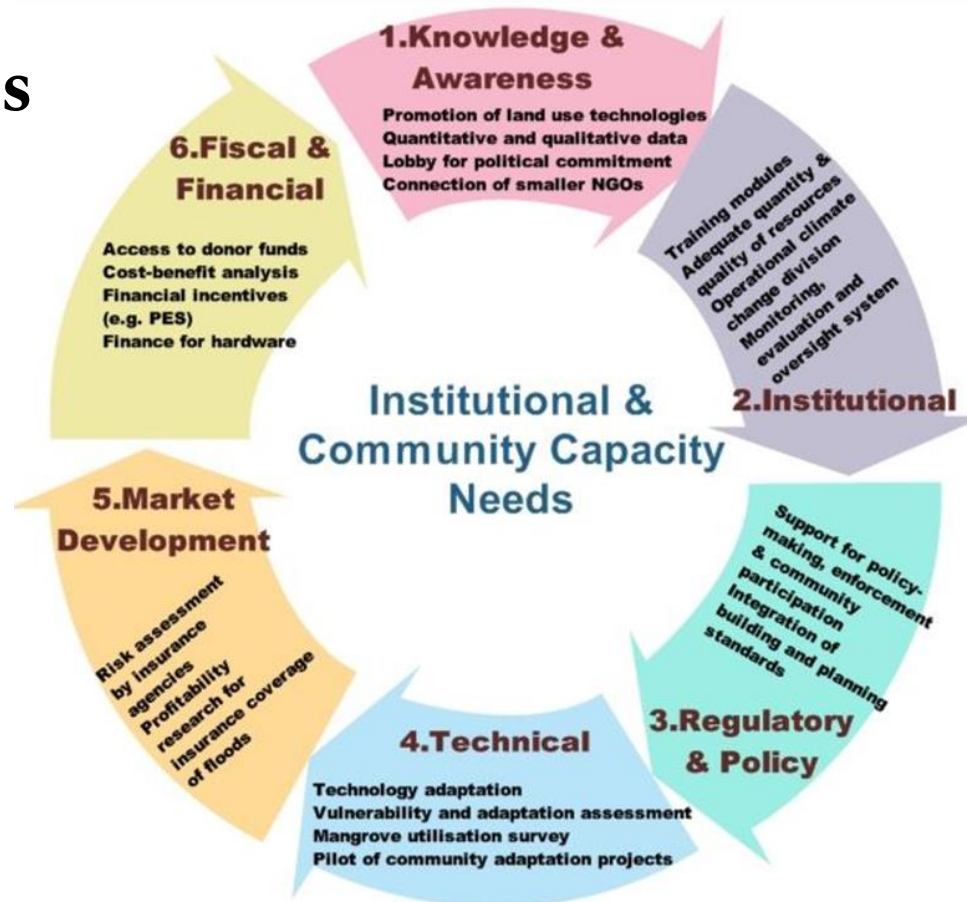 s
1.Knowledge &
Awareness
Promotion of land use technologies
Quantitative and qualitative data
Lobby for political commitment
Connection of smaller NGOs
Training modules
Adequate quantity &
quality of resources
Operational climate
change division
Monitoring,
evaluation and
oversight system
2.Institutional
Support for policy-
making, enforcement
& community
participation
Integration of
building and planning
standards
3.Regulatory
& Policy
4.Technical
Technology adaptation
Vulnerability and adaptation assessment
Mangrove utilisation survey
Pilot of community adaptation projects
5.Market
Development
Risk assessment
by insurance
agencies
Profitability
research for
insurance coverage
of floods
6.Fiscal &
Financial
Access to donor funds
Cost-benefit analysis
Financial incentives
(e.g. PES)
Finance for hardware
Institutional &
Community Capacity
Needs